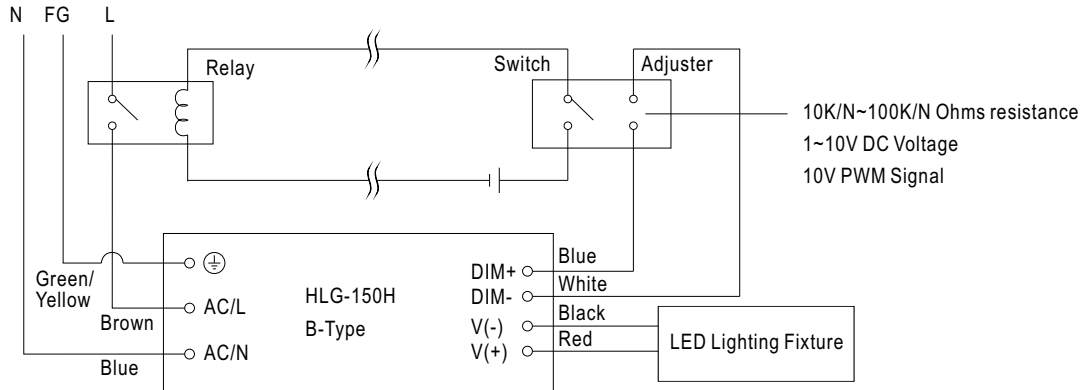 N FG L
Relay
Switch
Adjuster
10K/N~100K/N Ohms resistance
1~10V DC Voltage
10V PWM Signal
Green/
Yellow
Brown
Blue
AC/L
AC/N
HLG-150H
B-Type
DIM+
DIM-
V(-)
V(+)
Blue
White
Black
Red
LED Lighting Fixture